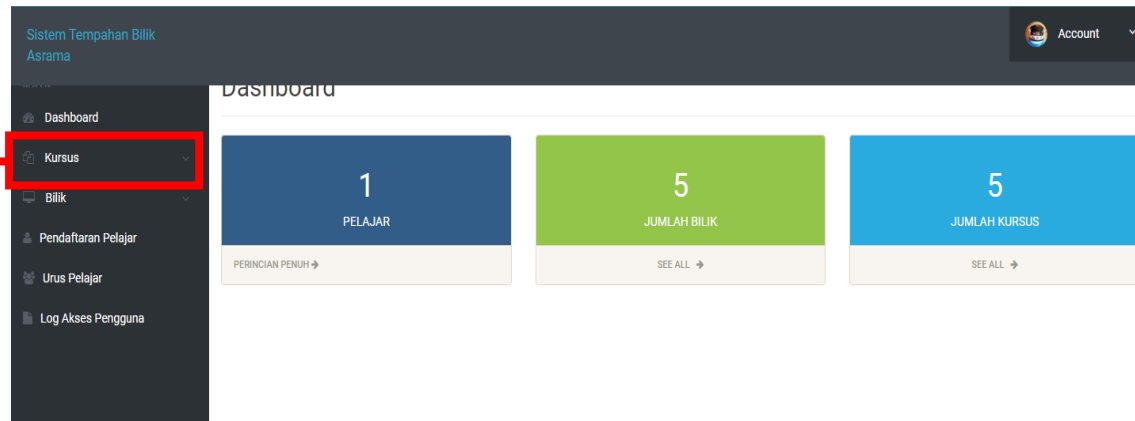 Sistem Tempahan Bilik
Asrama
Account
Dashboard
Dashboard
Kursus
Bilik
Pendaftaran Pelajar
Urus Pelajar
Log Akses Pengguna
1
PELAJAR
PERINCIAN PENUH
5
JUMLAH BILIK
SEE ALL
5
JUMLAH KURSUS
SEE ALL